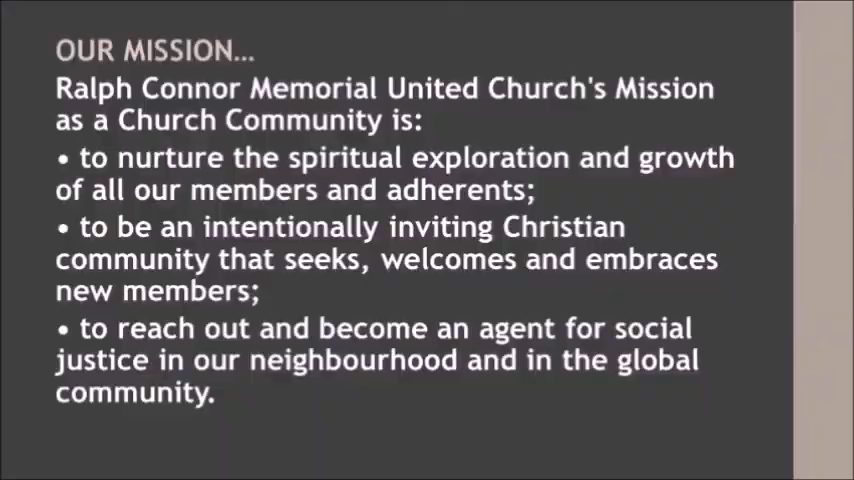 OUR MISSION...
Ralph Connor Memorial United Church's Mission
as a Church Community is:
• to nurture the spiritual exploration and growth
of all our members and adherents;
• to be an intentionally inviting Christian
community that seeks, welcomes and embraces
new members;
• to reach out and become an agent for social
justice in our neighbourhood and in the global
community.